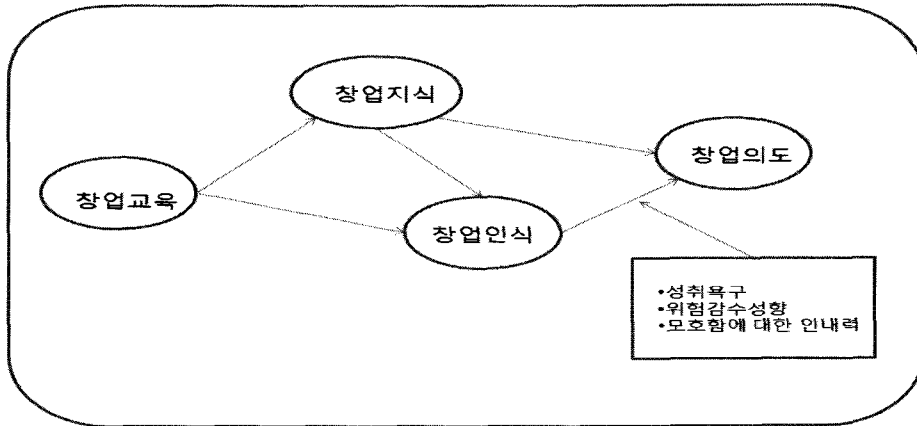 창업지식
창업의도
창업교육
창업인식
•성취욕구
•위험감수성향
•모호함에 대한 인내력